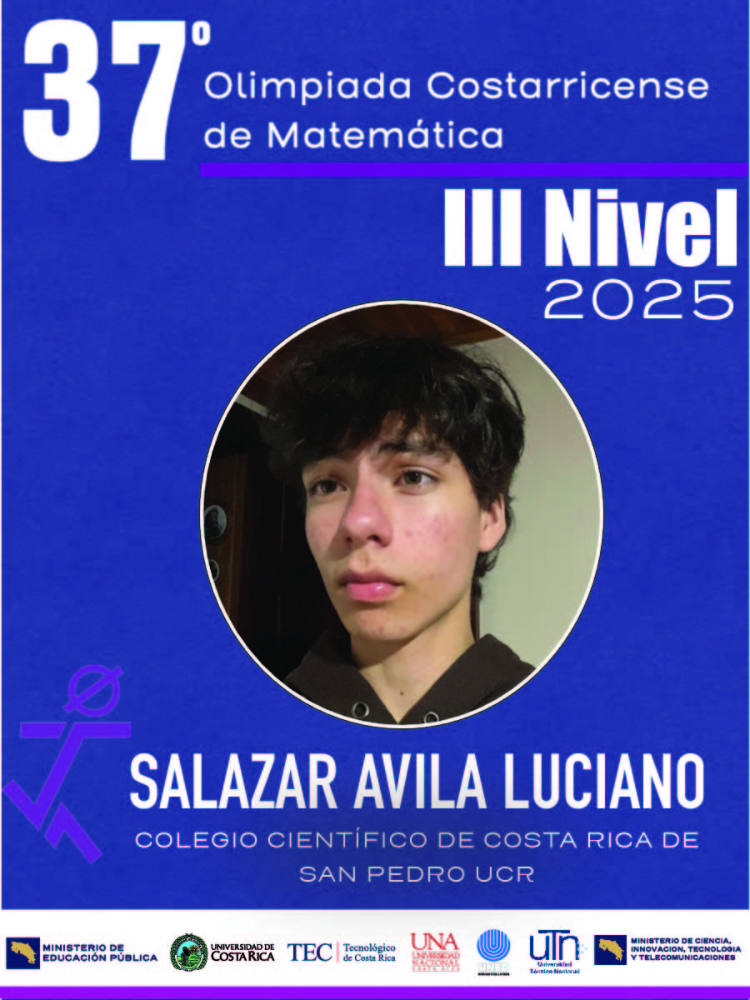 37°
Olimpiada Costarricense
de Matemática
III Nivel
2025
SALAZAR AVILA LUCIANO
COLEGIO CIENTÍFICO DE COSTA RICA DE
SAN PEDRO UCR
MINISTERIO DE
EDUCACIÓN PÚBLICA
UNIVERSIDAD DE
COSTA RICA
TEC
Tecnológico
de Costa Rica
UNA
UNIVERSIDAD
NACIONAL
COSTA RICA
UNED
UTN
Universidad
Técnica Nacional
MINISTERIO DE CIENCIA,
INNOVACION, TECNOLOGIA
Y TELECOMUNICACIONES